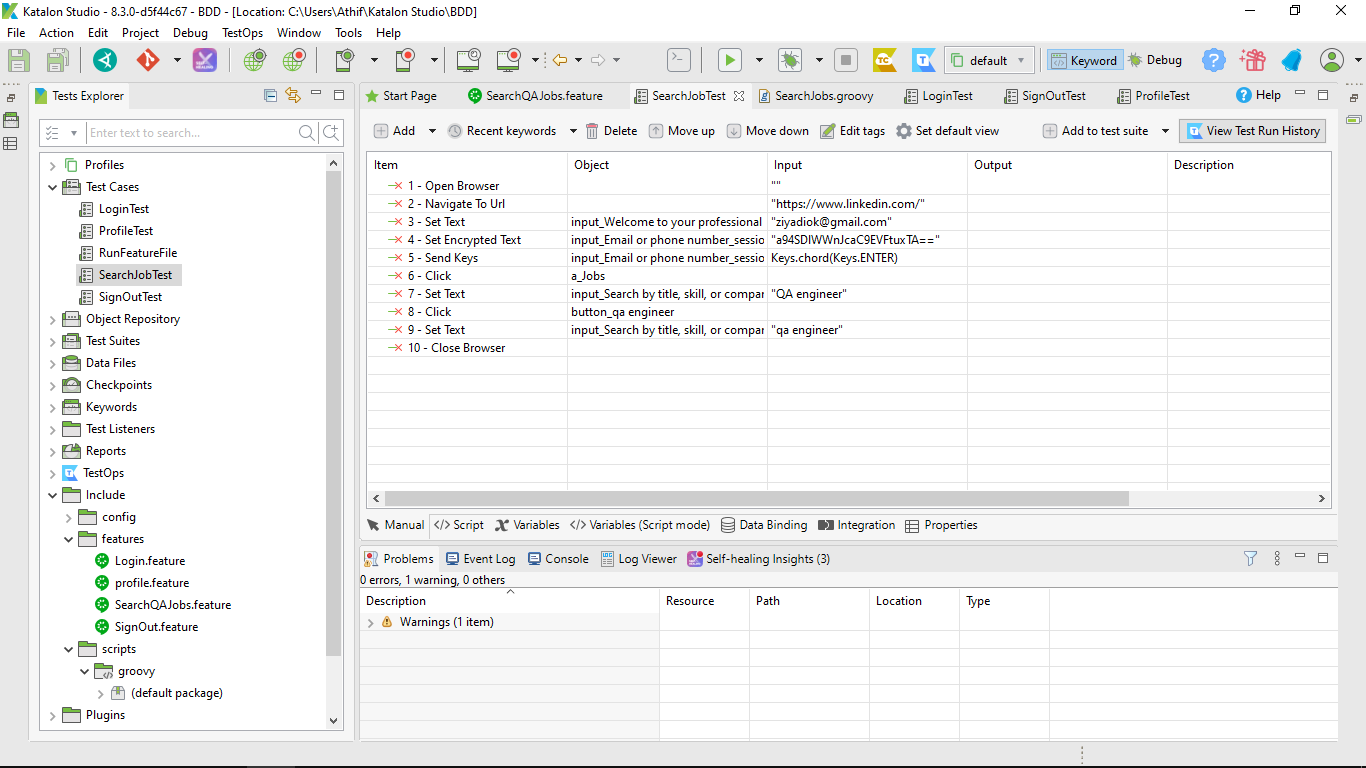 Katalon Studio - 8.3.0-d5f44c67 - BDD - [Location: C:\Users\Athif\Katalon Studio\BDD]
File Action Edit Project Debug TestOps Window Tools Help
default Keyword Debug
Tests Explorer
Start Page SearchQAJobs.feature SearchJobTest SearchJobs.groovy LoginTest SignOutTest ProfileTest Help
Enter text to search...
Add Recent keywords Delete Move up Move down Edit tags Set default view Add to test suite View Test Run History
Profiles
Test Cases
LoginTest
ProfileTest
RunFeatureFile
SearchJobTest
SignOutTest
Object Repository
Test Suites
Data Files
Checkpoints
Keywords
Test Listeners
Reports
TestOps
Include
config
features
Login.feature
profile.feature
SearchQAJobs.feature
SignOut.feature
scripts
groovy
(default package)
Plugins
Item Object Input Output Description
1 - Open Browser ""
2 - Navigate To Url "https://www.linkedin.com/"
3 - Set Text input_Welcome to your professional "ziyadiok@gmail.com"
4 - Set Encrypted Text input_Email or phone number_sessio "a94SDIWWnJcaC9EVFtuxTA=="
5 - Send Keys input_Email or phone number_sessio Keys.chord(Keys.ENTER)
6 - Click a_Jobs
7 - Set Text input_Search by title, skill, or compar "QA engineer"
8 - Click button_qa engineer
9 - Set Text input_Search by title, skill, or compar "qa engineer"
10 - Close Browser
Manual Script Variables Variables (Script mode) Data Binding Integration Properties
Problems Event Log Console Log Viewer Self-healing Insights (3)
0 errors, 1 warning, 0 others
Description Resource Path Location Type
Warnings (1 item)